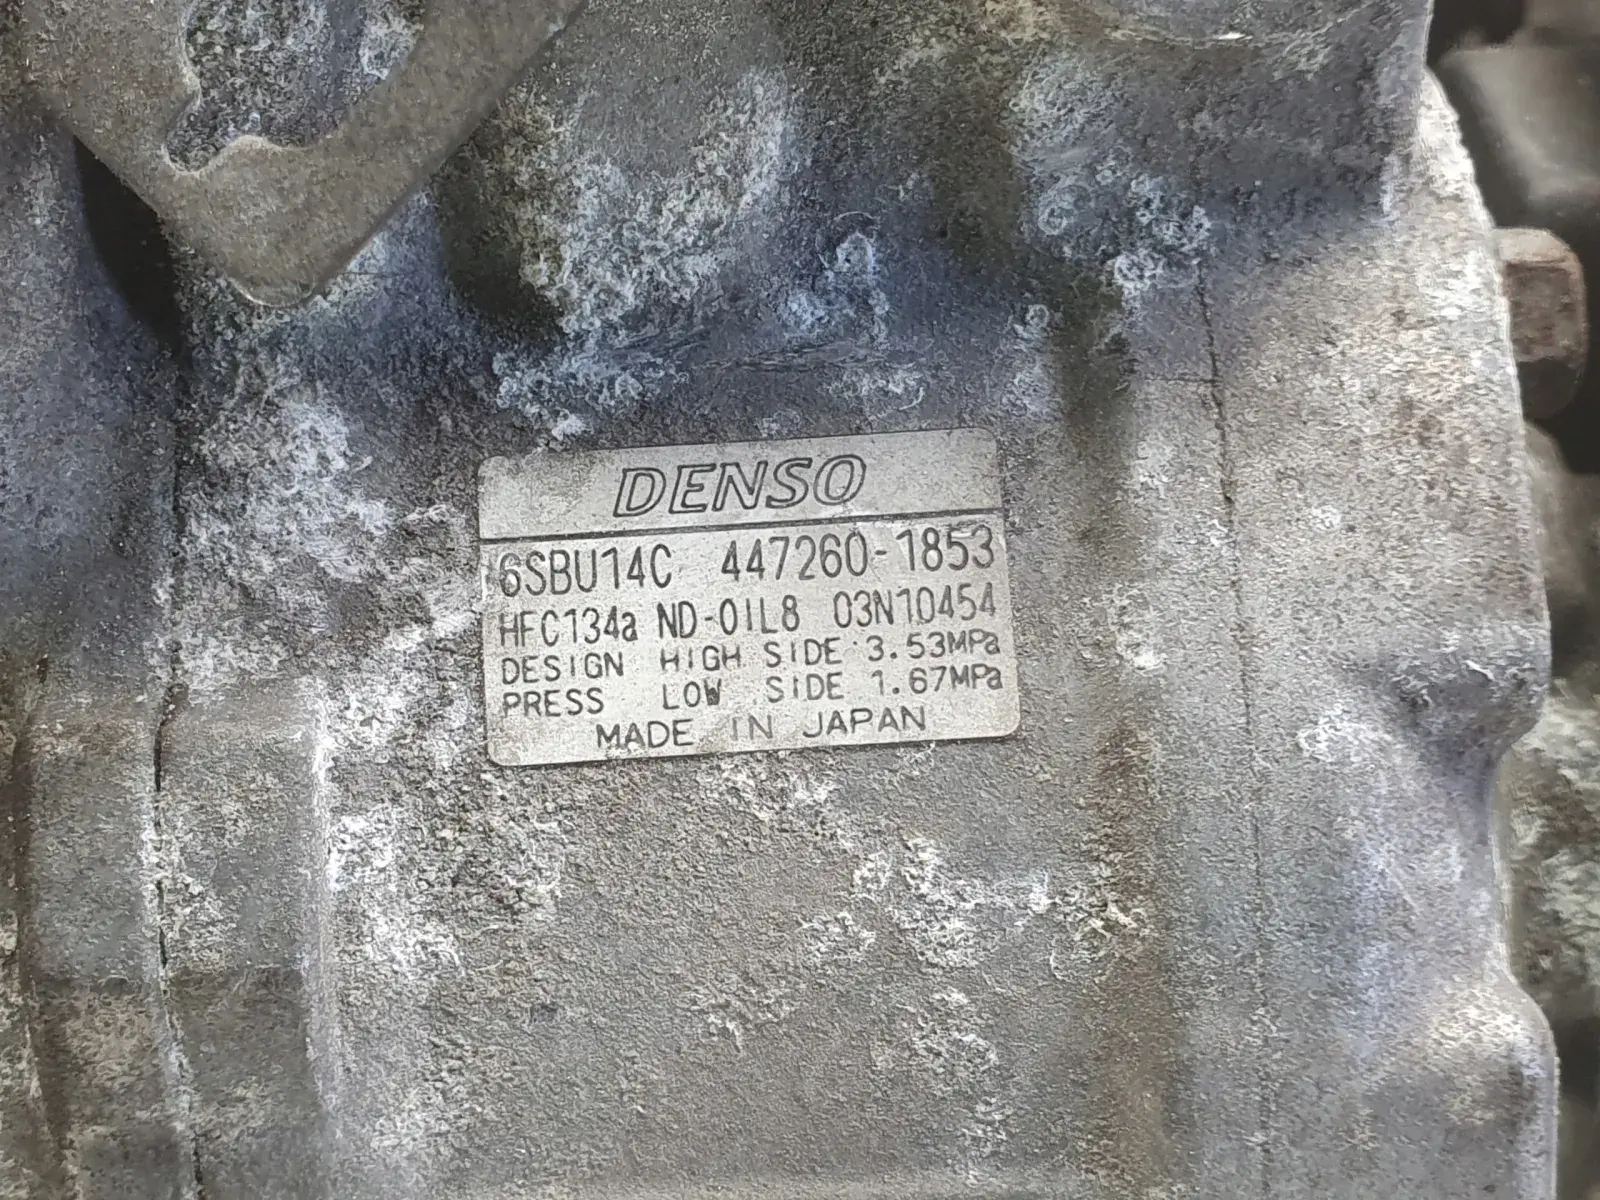 DENSO
6SBU14C 447260-1853
HFC134a ND-OIL8 03N10454
DESIGN HIGH SIDE 3.53MPa
PRESS LOW SIDE 1.67MPa
MADE IN JAPAN